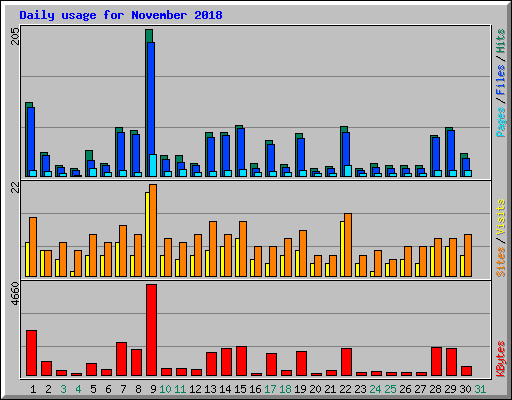 Daily usage for November 2018
205
Pages / Files / Hits
22
Sites / Visits
4660
KBytes
1 2 3 4 5 6 7 8 9 10 11 12 13 14 15 16 17 18 19 20 21 22 23 24 25 26 27 28 29 30 31